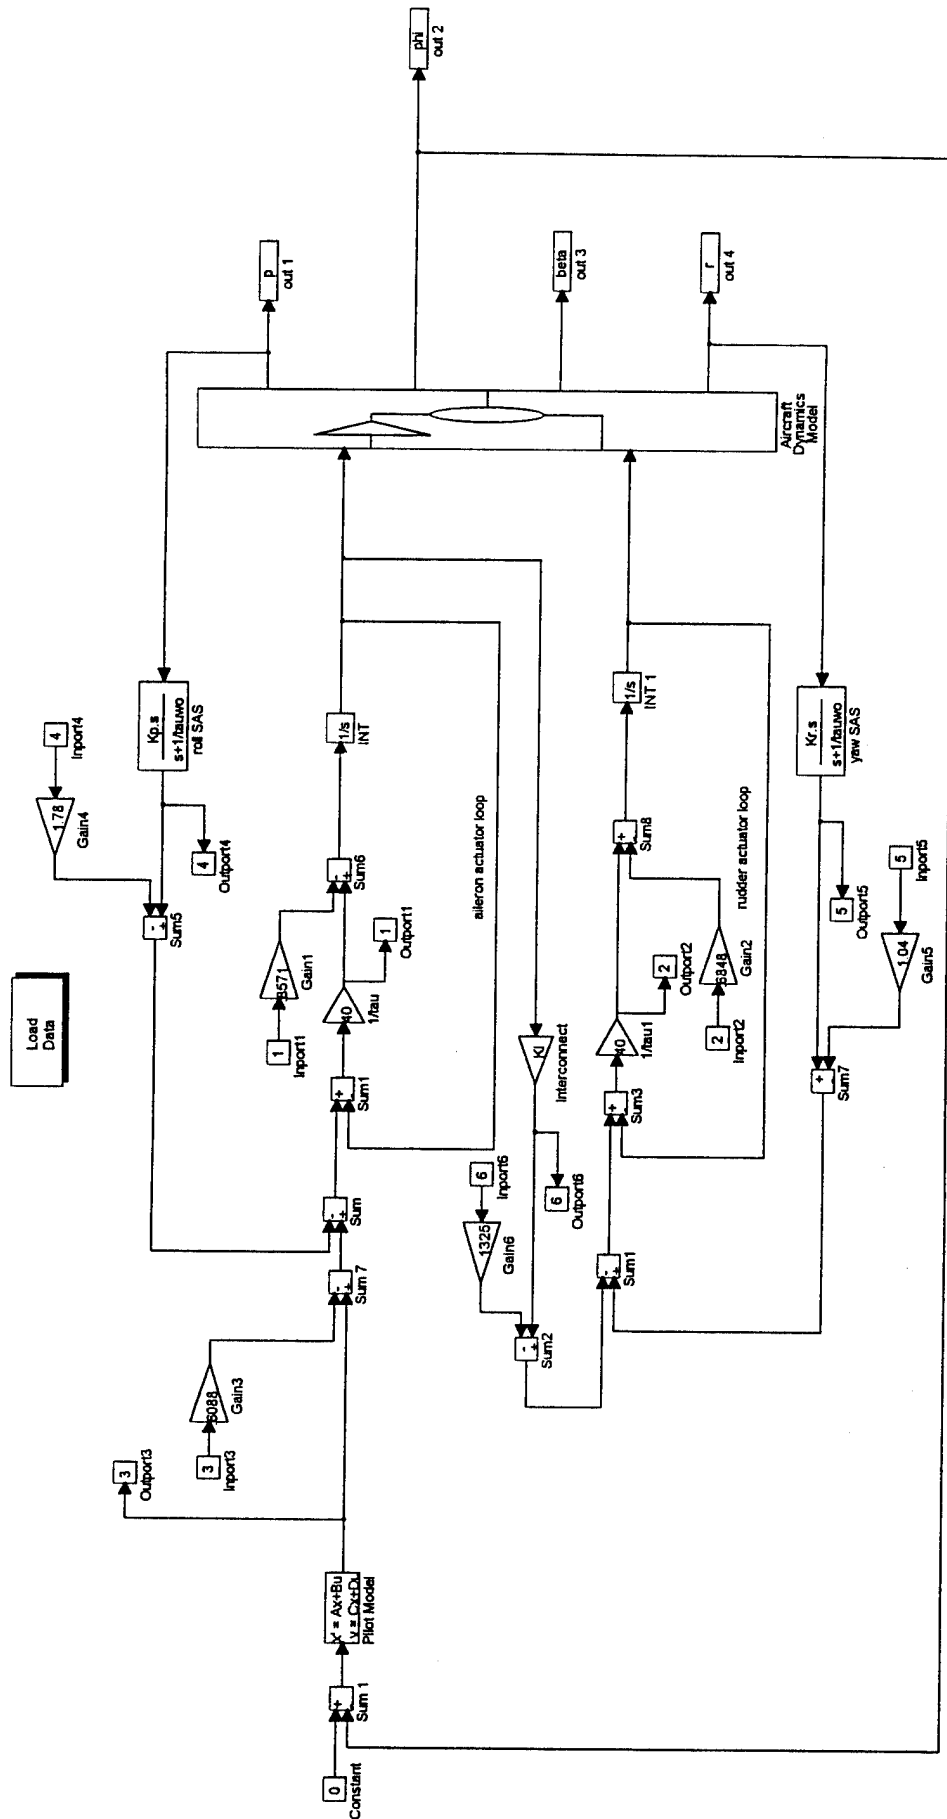 Load
Data
phi
out 2
p
out 1
beta
out 3
r
out 4
Aircraft
Dynamics
Model
Kp.s
s+1/tauwo
roll SAS
4
Inport4
1.78
Gain4
4
Outport4
-
+
Sum5
1/s
INT
aileron actuator loop
-
+
Sum6
8571
Gain1
1
Inport1
40
1/tau
1
Outport1
+
-
Sum1
-
+
Sum
-
+
Sum 7
6088
Gain3
3
Inport3
3
Outport3
x' = Ax+Bu
y = Cx+Du
Pilot Model
+
-
Sum 1
0
Constant
KI
Interconnect
6
Inport6
1325
Gain6
6
Outport6
-
+
Sum2
1/s
INT 1
rudder actuator loop
+
-
Sum8
40
1/tau1
2
Outport2
6848
Gain2
2
Inport2
+
-
Sum3
-
+
Sum1
Kr.s
s+1/tauwo
yaw SAS
5
Outport5
5
Inport5
1.04
Gain5
+
-
Sum7